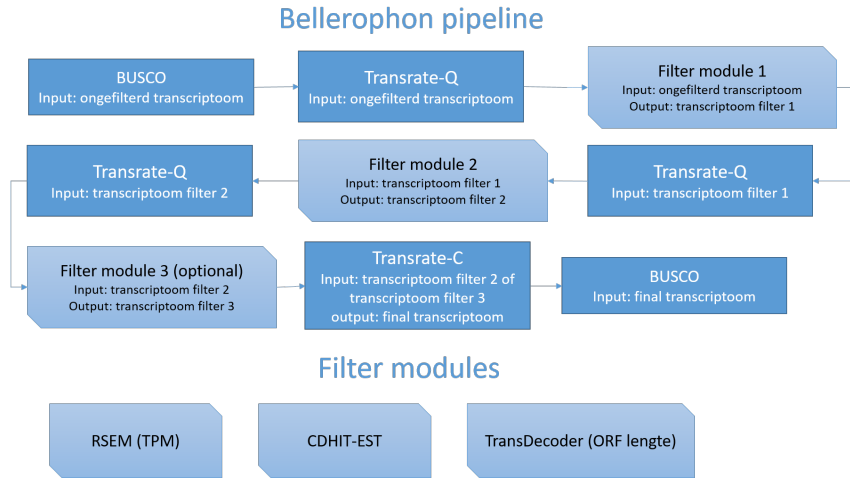 Bellerophon pipeline
BUSCO
Input: ongefilterd transcriptoom
Transrate-Q
Input: ongefilterd transcriptoom
Filter module 1
Input: ongefilterd transcriptoom
Output: transcriptoom filter 1
Transrate-Q
Input: transcriptoom filter 2
Filter module 2
Input: transcriptoom filter 1
Output: transcriptoom filter 2
Transrate-Q
Input: transcriptoom filter 1
Filter module 3 (optional)
Input: transcriptoom filter 2
Output: transcriptoom filter 3
Transrate-C
Input: transcriptoom filter 2 of
transcriptoom filter 3
output: final transcriptoom
BUSCO
Input: final transcriptoom
Filter modules
RSEM (TPM)
CDHIT-EST
TransDecoder (ORF lengte)